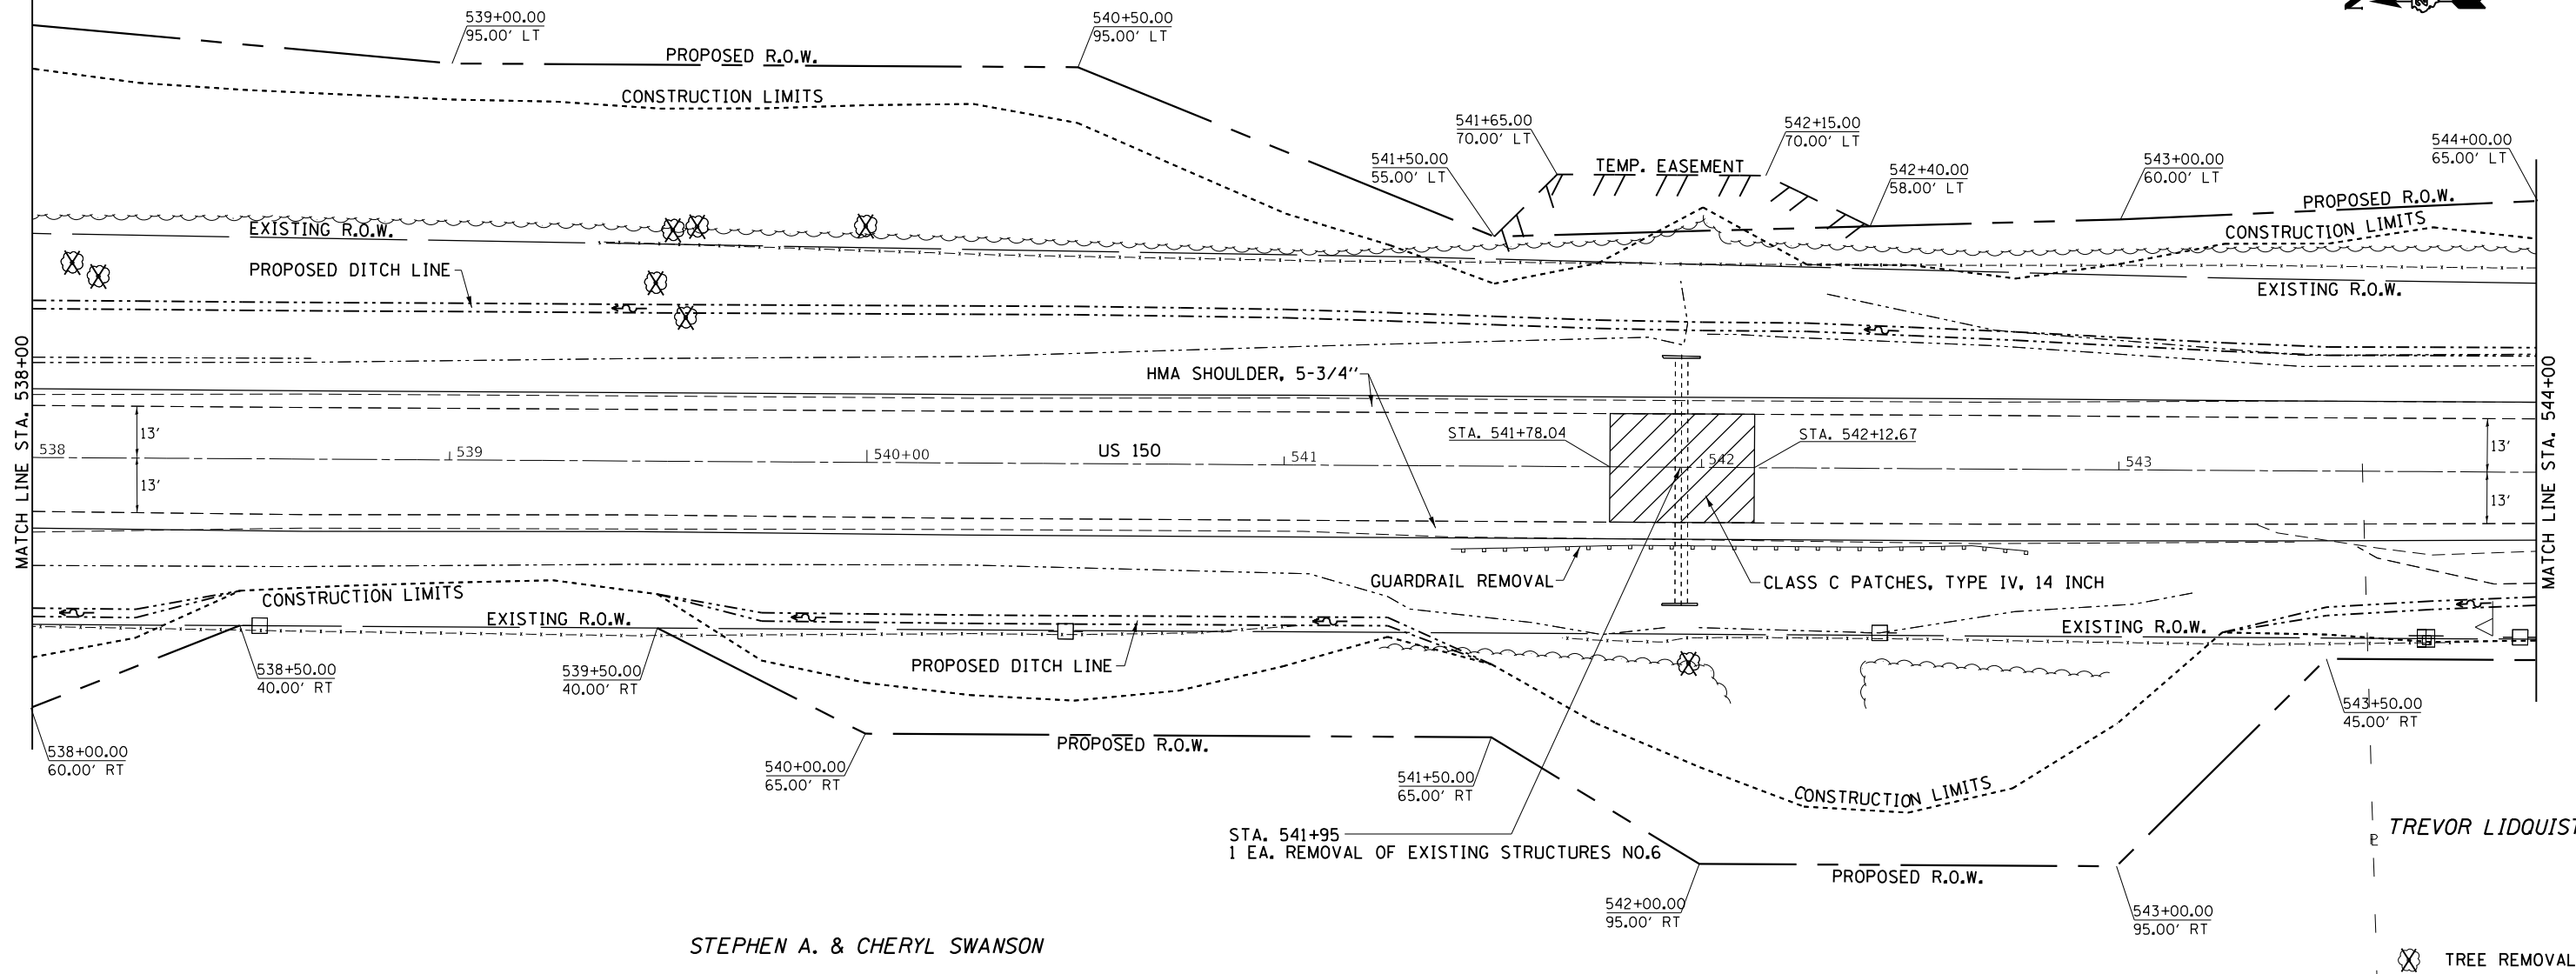 539+00.00
95.00' LT
PROPOSED R.O.W.
540+50.00
95.00' LT
CONSTRUCTION LIMITS
541+65.00
70.00' LT
541+50.00
55.00' LT
TEMP. EASEMENT
542+15.00
70.00' LT
542+40.00
58.00' LT
543+00.00
60.00' LT
544+00.00
65.00' LT
PROPOSED R.O.W.
CONSTRUCTION LIMITS
EXISTING R.O.W.
PROPOSED DITCH LINE
EXISTING R.O.W.
MATCH LINE STA. 538+00
HMA SHOULDER, 5-3/4"
MATCH LINE STA. 544+00
13'
13'
538
539
540+00
US 150
541
STA. 541+78.04
542
STA. 542+12.67
543
13'
13'
GUARDRAIL REMOVAL
CLASS C PATCHES, TYPE IV, 14 INCH
CONSTRUCTION LIMITS
EXISTING R.O.W.
EXISTING R.O.W.
538+50.00
40.00' RT
539+50.00
40.00' RT
PROPOSED DITCH LINE
538+00.00
60.00' RT
540+00.00
65.00' RT
PROPOSED R.O.W.
541+50.00
65.00' RT
543+50.00
45.00' RT
CONSTRUCTION LIMITS
STA. 541+95
1 EA. REMOVAL OF EXISTING STRUCTURES NO.6
TREVOR LIDQUIST
PROPOSED R.O.W.
542+00.00
95.00' RT
543+00.00
95.00' RT
STEPHEN A. & CHERYL SWANSON
TREE REMOVAL